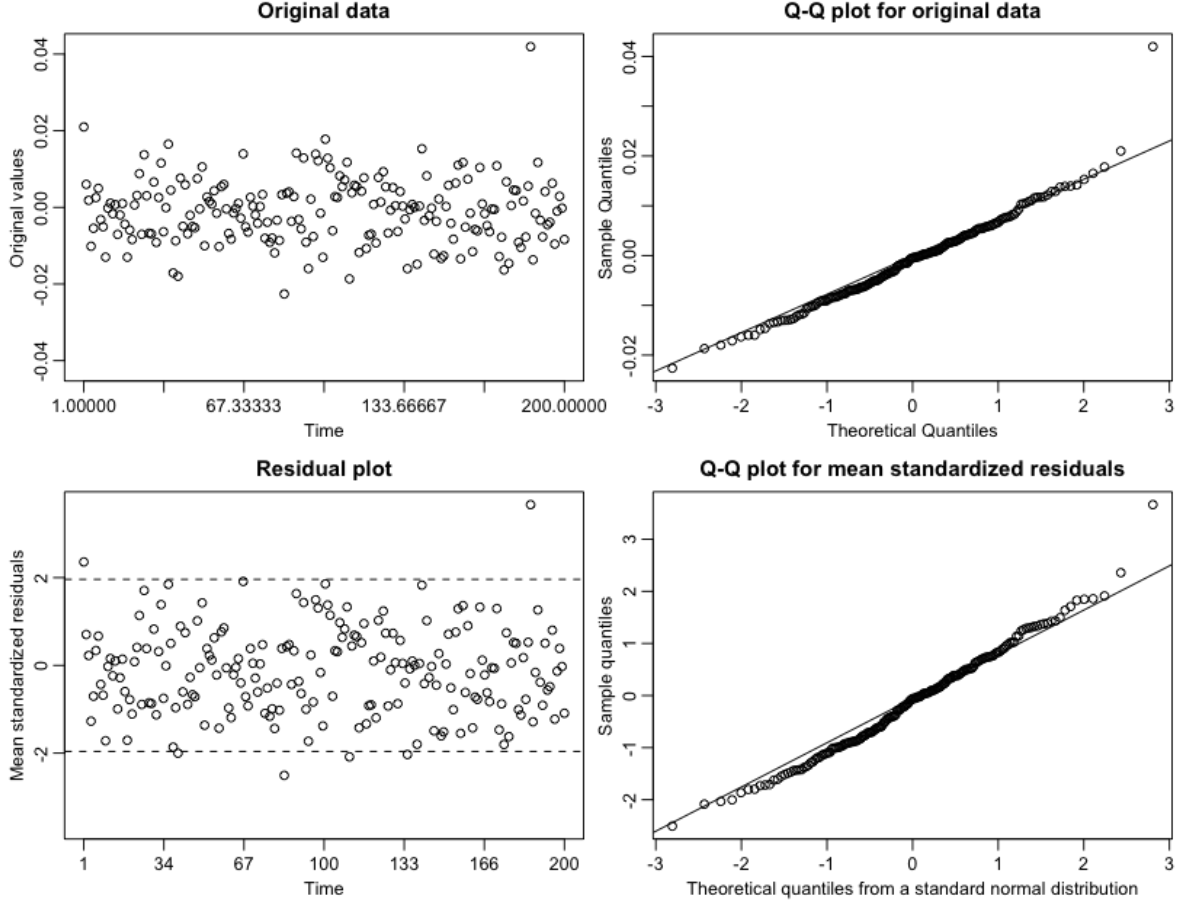 Original data
Original values
0.04
0.02
0.00
-0.02
-0.04
1.00000 67.33333 133.66667 200.00000
Time
Q-Q plot for original data
Sample Quantiles
0.04
0.02
0.00
-0.02
-3 -2 -1 0 1 2 3
Theoretical Quantiles
Residual plot
Mean standardized residuals
2
0
-2
1 34 67 100 133 166 200
Time
Q-Q plot for mean standardized residuals
Sample quantiles
3
2
1
0
-1
-2
-3 -2 -1 0 1 2 3
Theoretical quantiles from a standard normal distribution